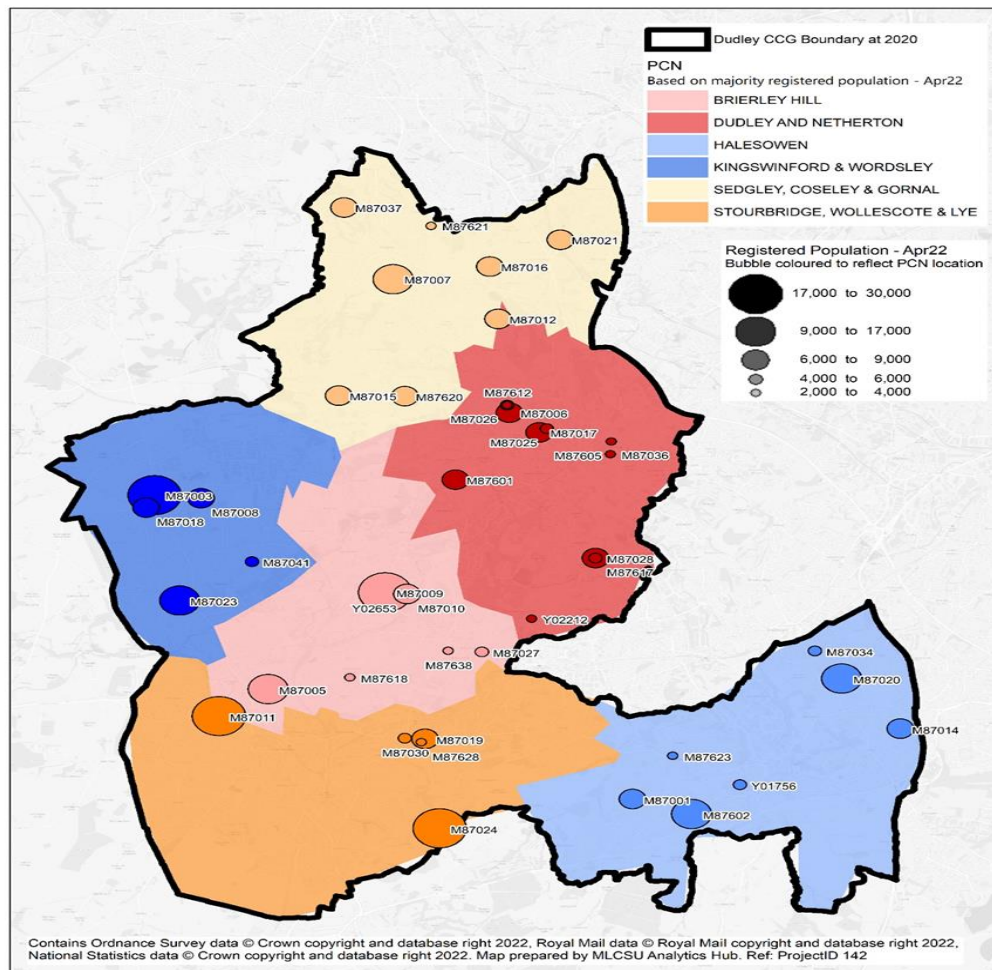 Dudley CCG Boundary at 2020
PCN
Based on majority registered population - Apr22
BRIERLEY HILL
DUDLEY AND NETHERTON
HALESOWEN
KINGSWINFORD & WORDSLEY
SEDGLEY, COSELEY & GORNAL
STOURBRIDGE, WOLLESCOTE & LYE
Registered Population - Apr22
Bubble coloured to reflect PCN location
17,000 to 30,000
9,000 to 17,000
6,000 to 9,000
4,000 to 6,000
2,000 to 4,000
M87037
M87621
M87021
M87016
M87007
M87012
M87015
M87620
M87612
M87026
M87006
M87017
M87025
M87605
M87036
M87601
M87003
M87008
M87018
M87041
M87028
M87617
M87023
M87009
Y02653
M87010
Y02212
M87027
M87638
M87034
M87618
M87020
M87005
M87011
M87014
M87019
M87030
M87628
M87623
Y01756
M87001
M87602
M87024
Contains Ordnance Survey data © Crown copyright and database right 2022, Royal Mail data © Royal Mail copyright and database right 2022,
National Statistics data © Crown copyright and database right 2022. Map prepared by MLCSU Analytics Hub. Ref: ProjectID 142